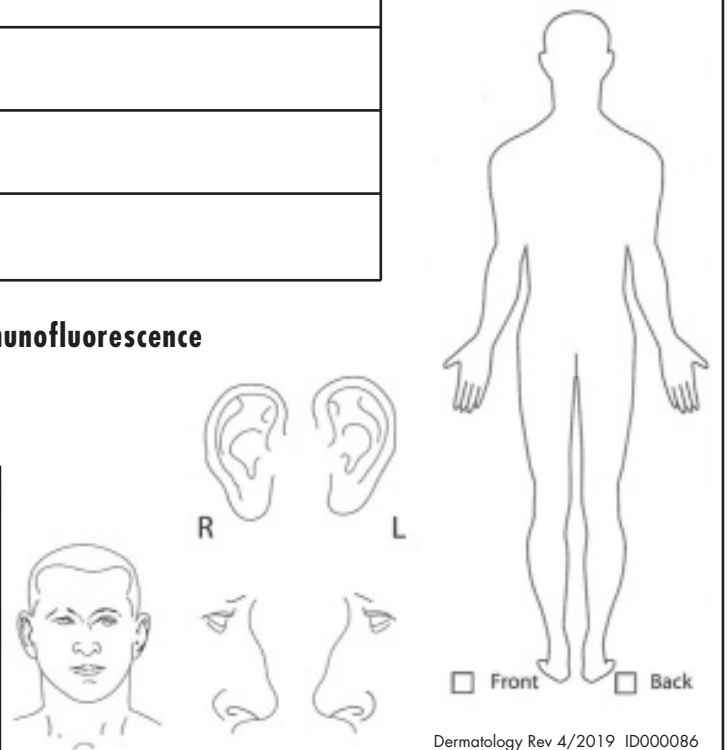 unofluorescence
R
L
Front
Back
Dermatology Rev 4/2019 ID000086